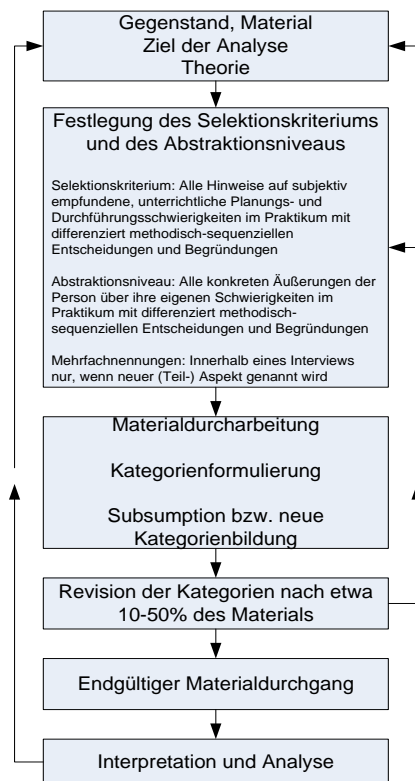 Gegenstand, Material
Ziel der Analyse
Theorie
Festlegung des Selektionskriteriums
und des Abstraktionsniveaus
Selektionskriterium: Alle Hinweise auf subjektiv
empfundene, unterrichtliche Planungs- und
Durchführungsschwierigkeiten im Praktikum mit
differenziert methodisch-sequenziellen
Entscheidungen und Begründungen
Abstraktionsniveau: Alle konkreten Äußerungen der
Person über ihre eigenen Schwierigkeiten im
Praktikum mit differenziert methodisch-
sequenziellen Entscheidungen und Begründungen
Mehrfachnennungen: Innerhalb eines Interviews
nur, wenn neuer (Teil-) Aspekt genannt wird
Materialdurcharbeitung
Kategorienformulierung
Subsumption bzw. neue
Kategorienbildung
Revision der Kategorien nach etwa
10-50% des Materials
Endgültiger Materialdurchgang
Interpretation und Analyse